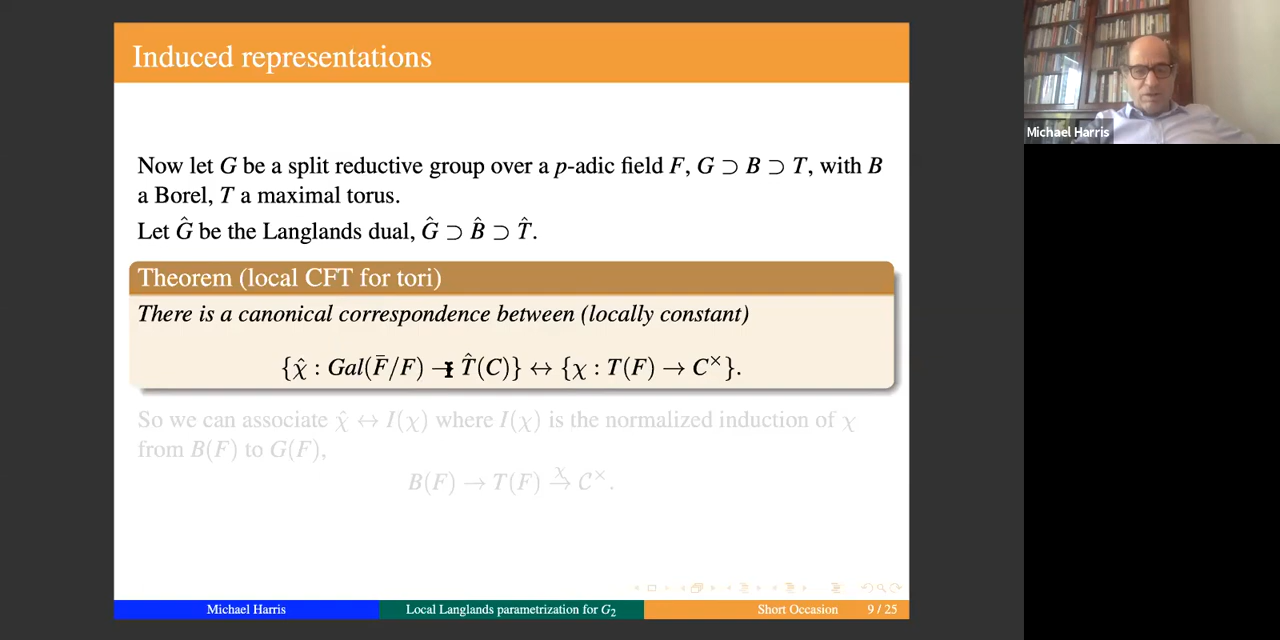 Induced representations
Now let G be a split reductive group over a p-adic field F, G ⊃ B ⊃ T, with B
a Borel, T a maximal torus.
Let Ĝ be the Langlands dual, Ĝ ⊃ B̂ ⊃ T̂.
Theorem (local CFT for tori)
There is a canonical correspondence between (locally constant)
{χ̂ : Gal(F̄/F) → T̂(C)} ↔ {χ : T(F) → C×}.
So we can associate χ̂ ↔ I(χ) where I(χ) is the normalized induction of χ
from B(F) to G(F),
B(F) → T(F) →^χ C×.
Michael Harris
Local Langlands parametrization for G₂
Short Occasion
9 / 25
Michael Harris